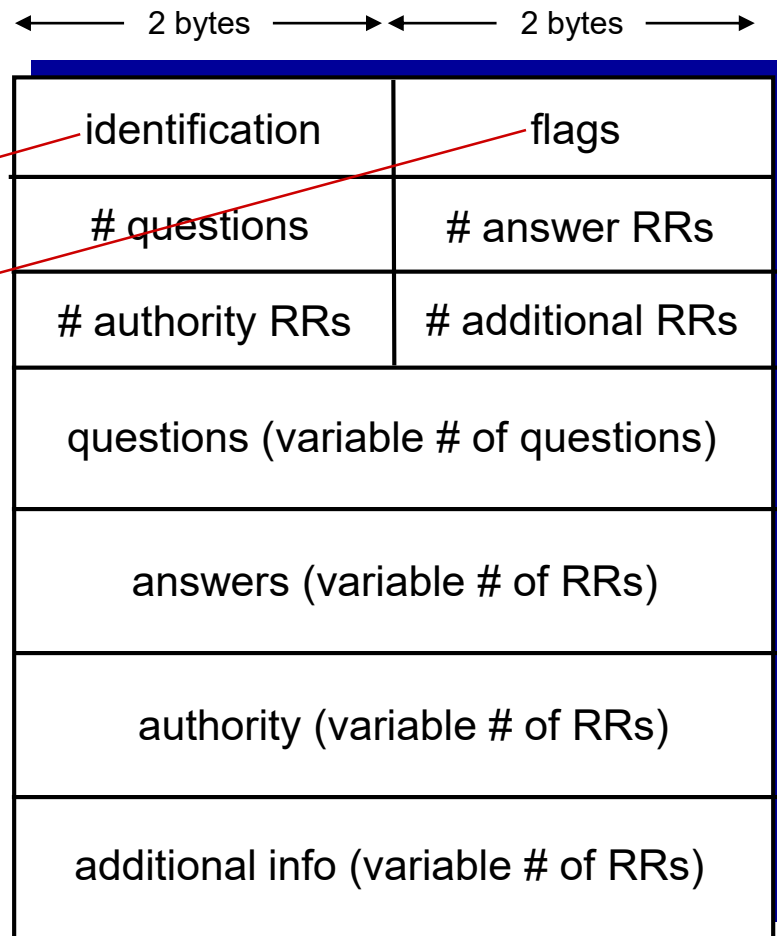 2 bytes 2 bytes
identification flags
# questions # answer RRs
# authority RRs # additional RRs
questions (variable # of questions)
answers (variable # of RRs)
authority (variable # of RRs)
additional info (variable # of RRs)